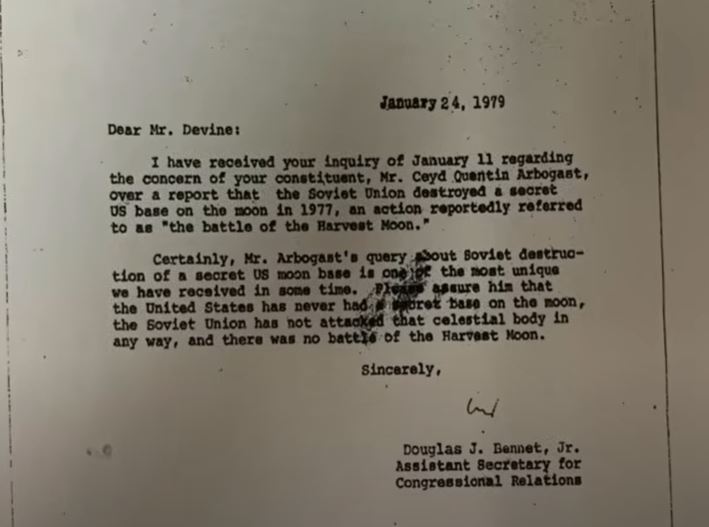 January 24, 1979
Dear Mr. Devine:
I have received your inquiry of January 11 regarding
the concern of your constituent, Mr. Ceyd Quentin Arbogast,
over a report that the Soviet Union destroyed a secret
US base on the moon in 1977, an action reportedly referred
to as "the battle of the Harvest Moon."
Certainly, Mr. Arbogast's query about Soviet destruc-
tion of a secret US moon base is one of the most unique
we have received in some time. Please assure him that
the United States has never had a secret base on the moon,
the Soviet Union has not attacked that celestial body in
any way, and there was no battle of the Harvest Moon.
Sincerely,
Douglas J. Bennet, Jr.
Assistant Secretary for
Congressional Relations